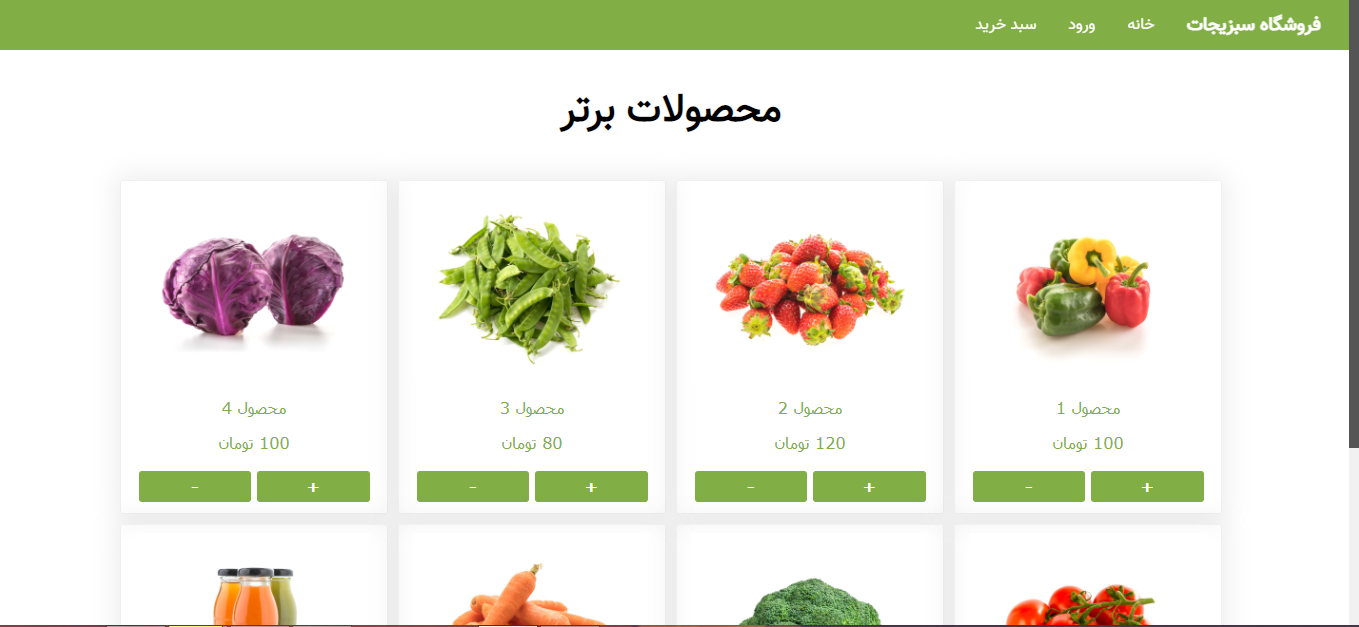 فروشگاه سبزیجات خانه ورود سبد خرید
محصولات برتر
محصول 1
100 تومان
+ -
محصول 2
120 تومان
+ -
محصول 3
80 تومان
+ -
محصول 4
100 تومان
+ -